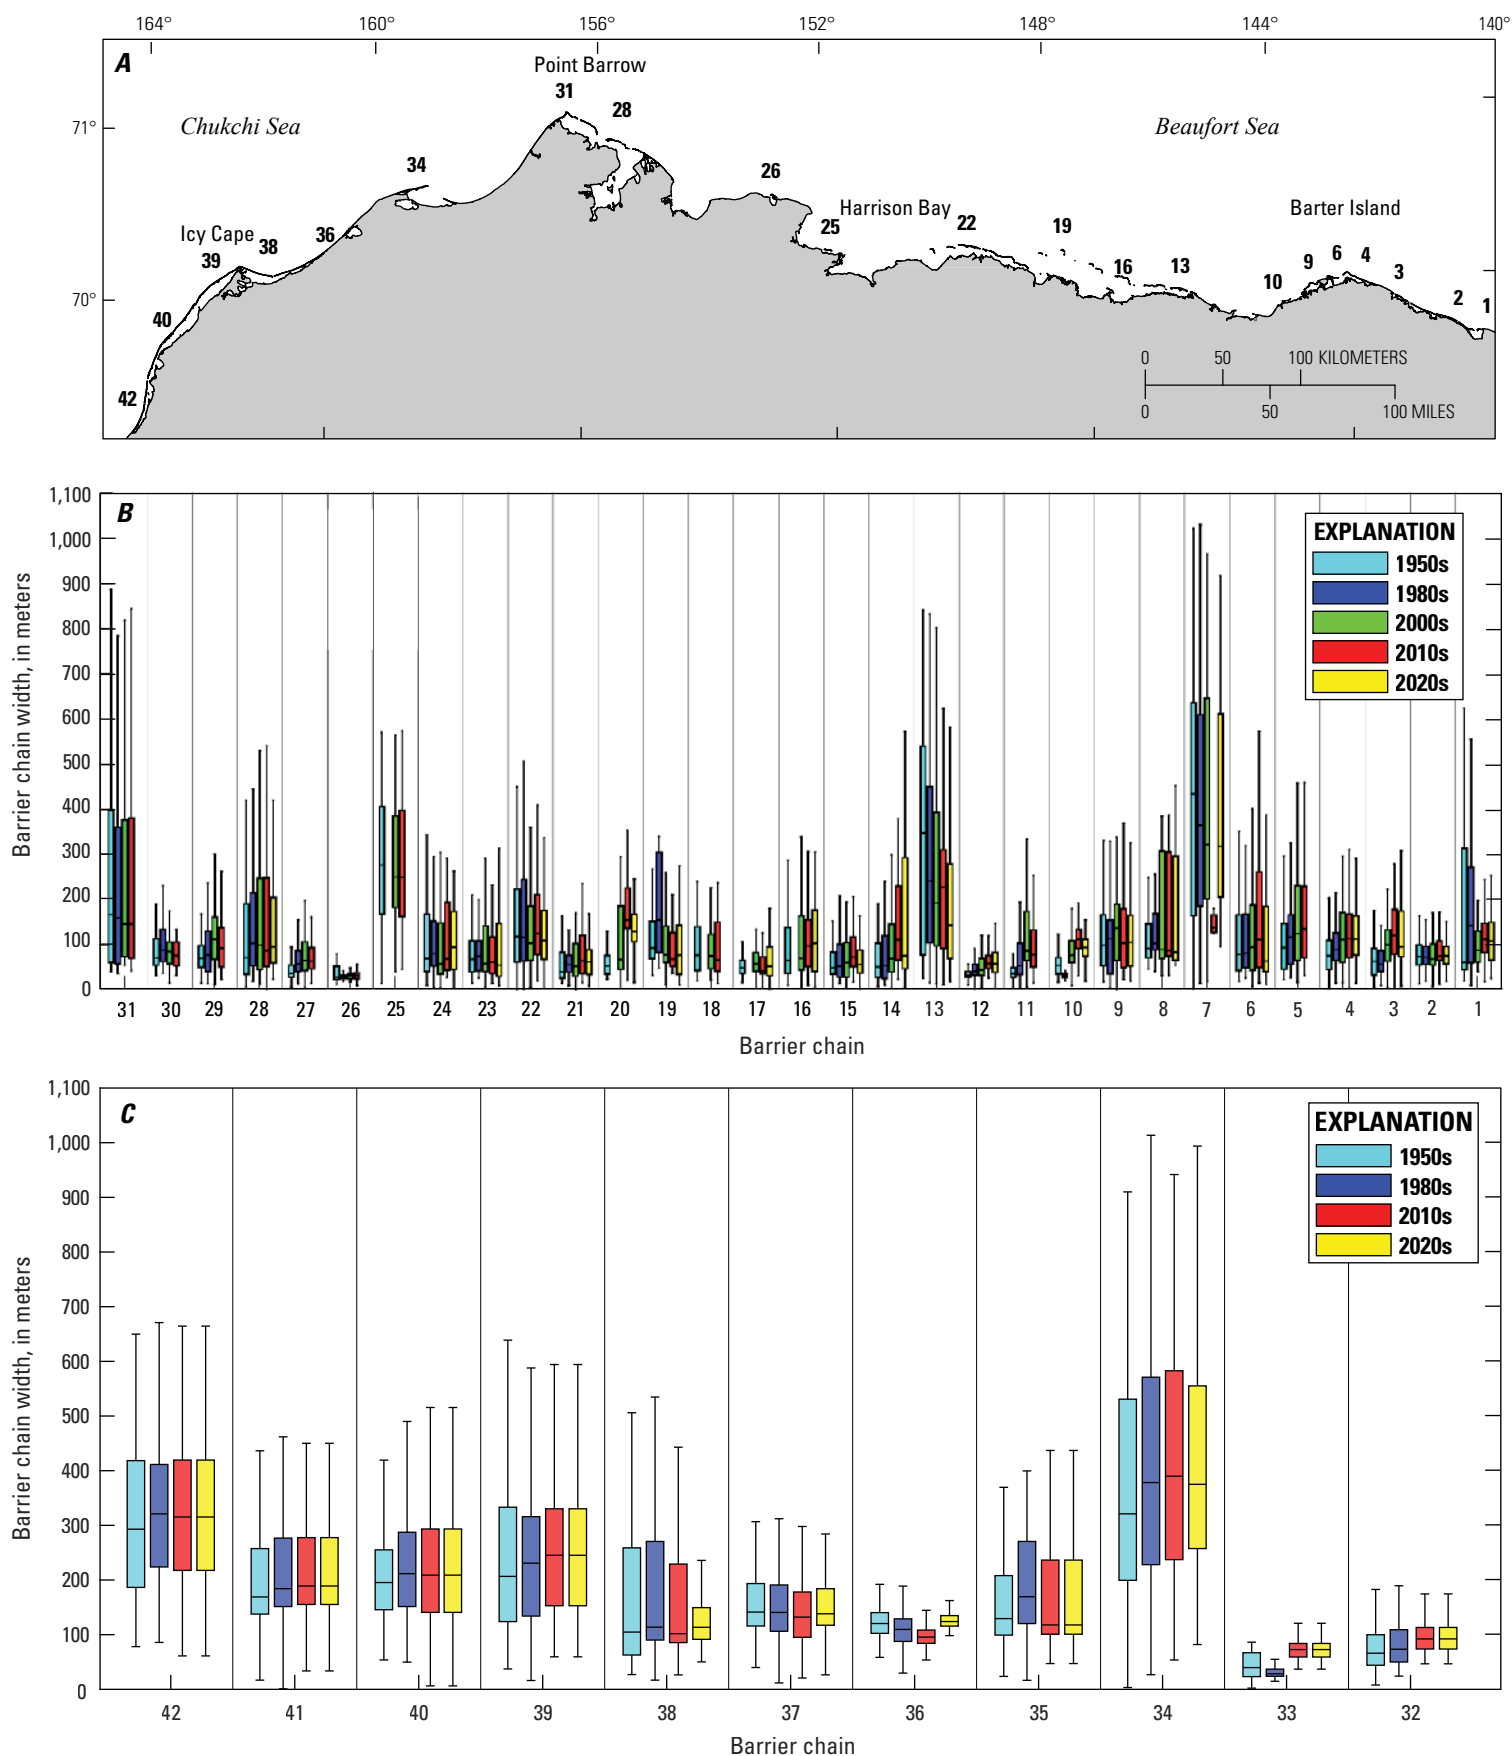 164° 160° 156° 152° 148° 144° 140°
A
Point Barrow
31
28
Chukchi Sea
Beaufort Sea
71°
34
26
Harrison Bay
Barter Island
25
22
19
Icy Cape
38
36
39
16
13
10
9
6
4
3
2
1
70°
40
42
0 50 100 KILOMETERS
0 50 100 MILES
B
Barrier chain width, in meters
1,100
1,000
900
800
700
600
500
400
300
200
100
0
EXPLANATION
1950s
1980s
2000s
2010s
2020s
31 30 29 28 27 26 25 24 23 22 21 20 19 18 17 16 15 14 13 12 11 10 9 8 7 6 5 4 3 2 1
Barrier chain
C
Barrier chain width, in meters
1,100
1,000
900
800
700
600
500
400
300
200
100
0
EXPLANATION
1950s
1980s
2010s
2020s
42 41 40 39 38 37 36 35 34 33 32
Barrier chain